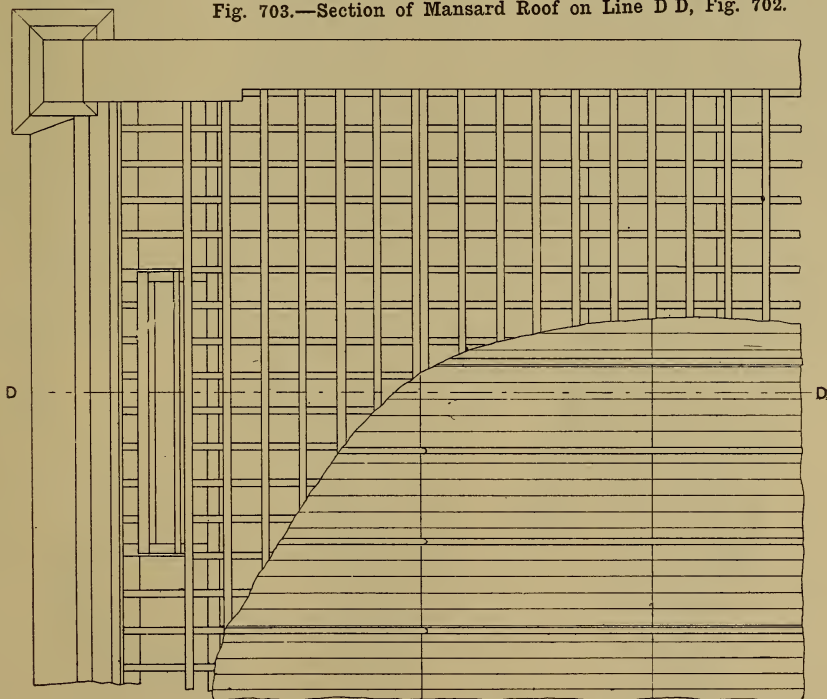 Fig. 703.—Section of Mansard Roof on Line D D, Fig. 702.
D D